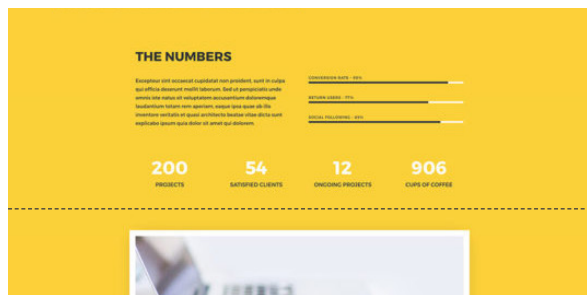 THE NUMBERS
Excepteur sint occaecat cupidatat non proident, sunt in culpa
qui officia deserunt mollit laborum. Sed ut perspiciatis unde
omnis iste natus sit voluptatem accusantium doloremque
laudantium totam rem aperiam, eaque ipsa quae ab illo
inventore veritatis et quasi architecto beatae vitae dicta sunt
explicabo ipsum quia dolor sit amet qui dolorem
CONVERSION RATE -
RETURN USERS - 77%
SOCIAL FOLLOWING -
200
PROJECTS
54
SATISFIED CLIENTS
12
ONGOING PROJECTS
906
CUPS OF COFFEE